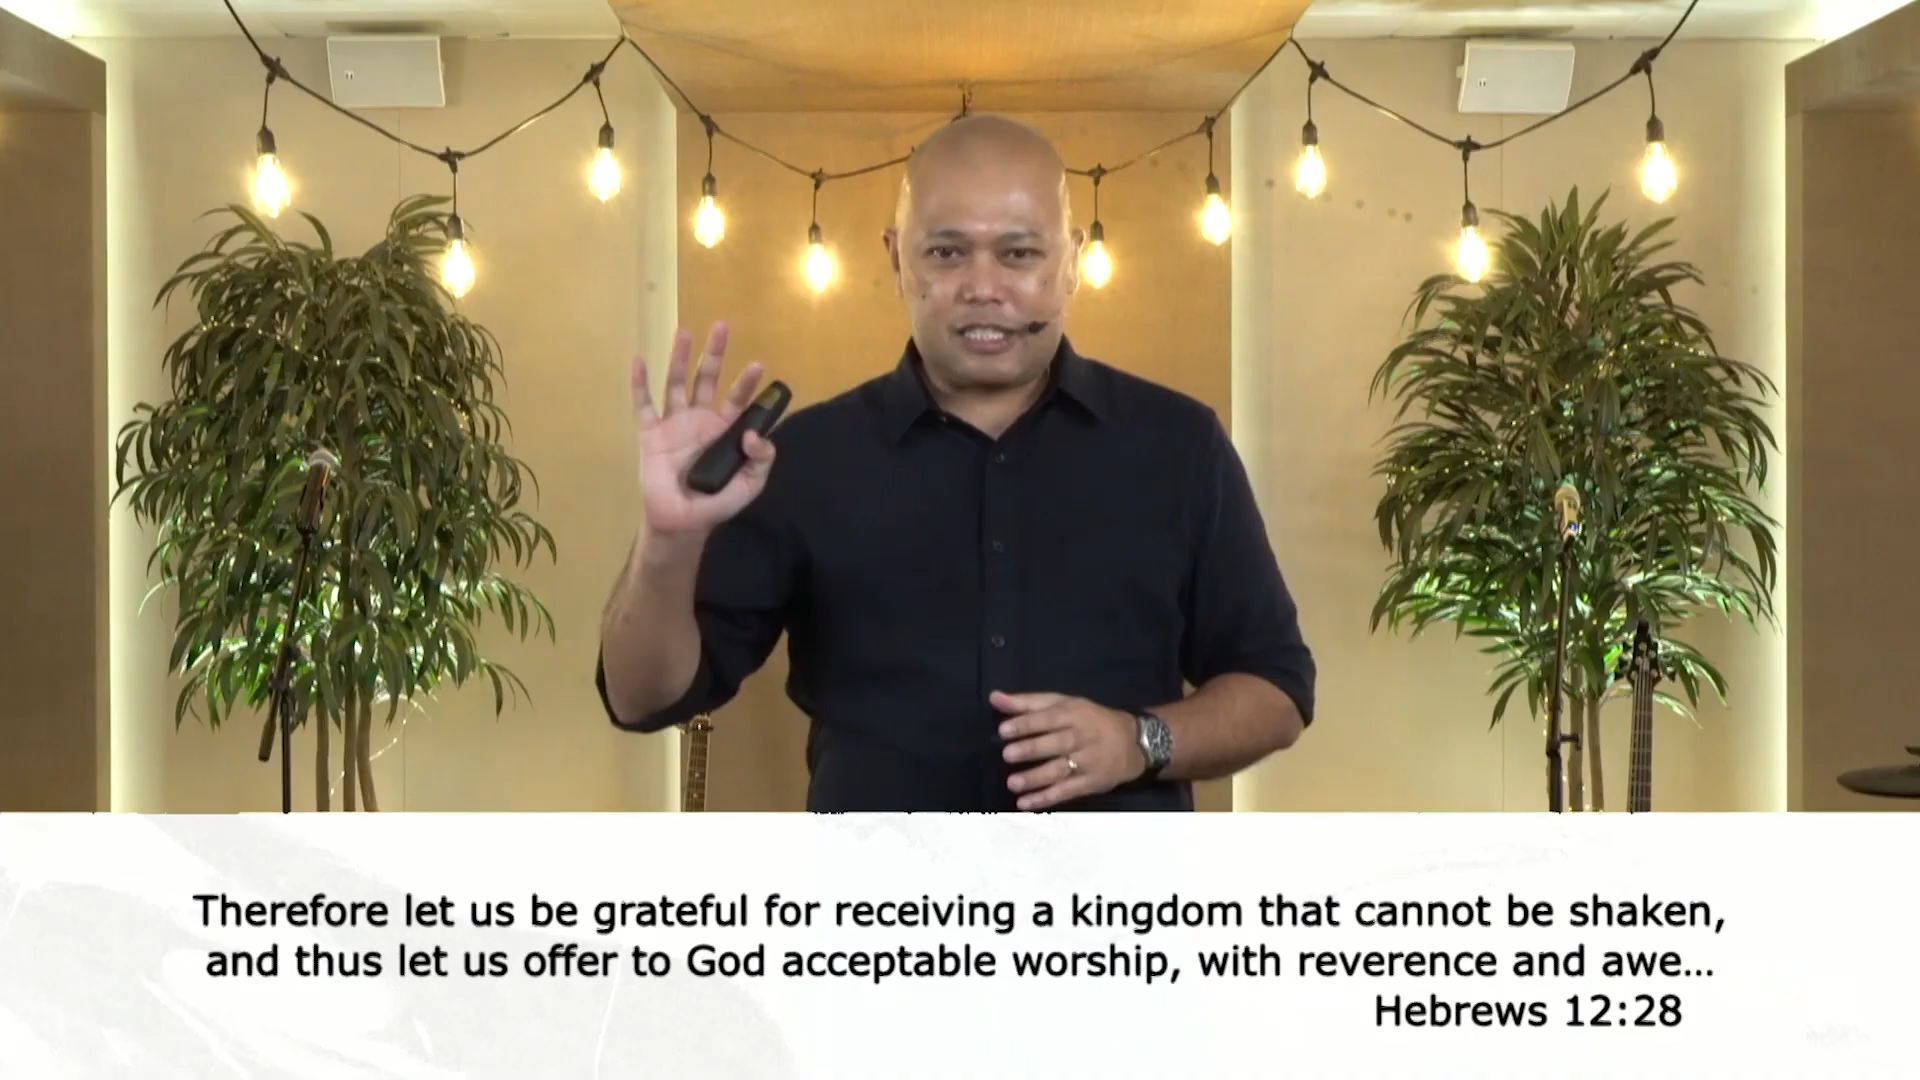 Therefore let us be grateful for receiving a kingdom that cannot be shaken,
and thus let us offer to God acceptable worship, with reverence and awe...
Hebrews 12:28